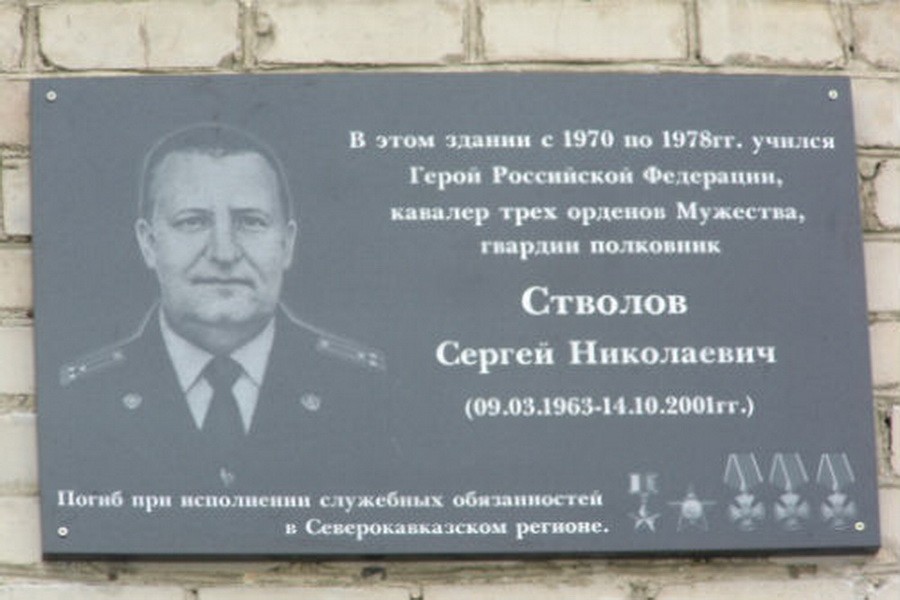 В этом здании с 1970 по 1978гг. учился
Герой Российской Федерации,
кавалер трех орденов Мужества,
гвардии полковник
Стволов
Сергей Николаевич
(09.03.1963-14.10.2001гг.)
Погиб при исполнении служебных обязанностей
в Северокавказском регионе.